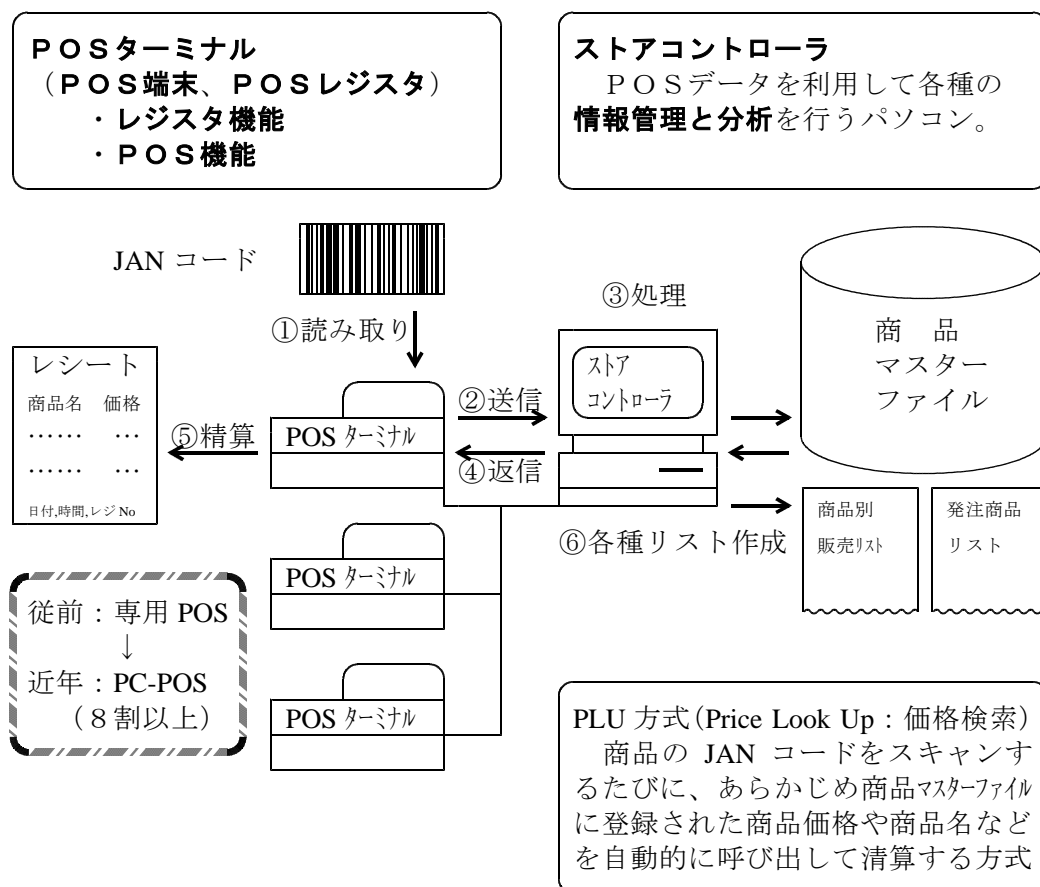 ＰＯＳターミナル
（ＰＯＳ端末、ＰＯＳレジスタ）
・レジスタ機能
・ＰＯＳ機能
ストアコントローラ
ＰＯＳデータを利用して各種の
情報管理と分析を行うパソコン。
JAN コード
①読み取り
③処理
商　品
マスター
ファイル
レシート
商品名　価格
……　…
……　…
日付,時間,レジ No
⑤精算
POS ﾀｰﾐﾅﾙ
②送信
④返信
ｽﾄｱ
ｺﾝﾄﾛｰﾗ
⑥各種リスト作成
商品別
販売ﾘｽﾄ
発注商品
リスト
POS ﾀｰﾐﾅﾙ
POS ﾀｰﾐﾅﾙ
従前：専用 POS
↓
近年：PC-POS
（８割以上）
PLU 方式(Price Look Up：価格検索）
商品の JAN コードをスキャンす
るたびに、あらかじめ商品ﾏｽﾀｰﾌｧｲﾙ
に登録された商品価格や商品名など
を自動的に呼び出して清算する方式